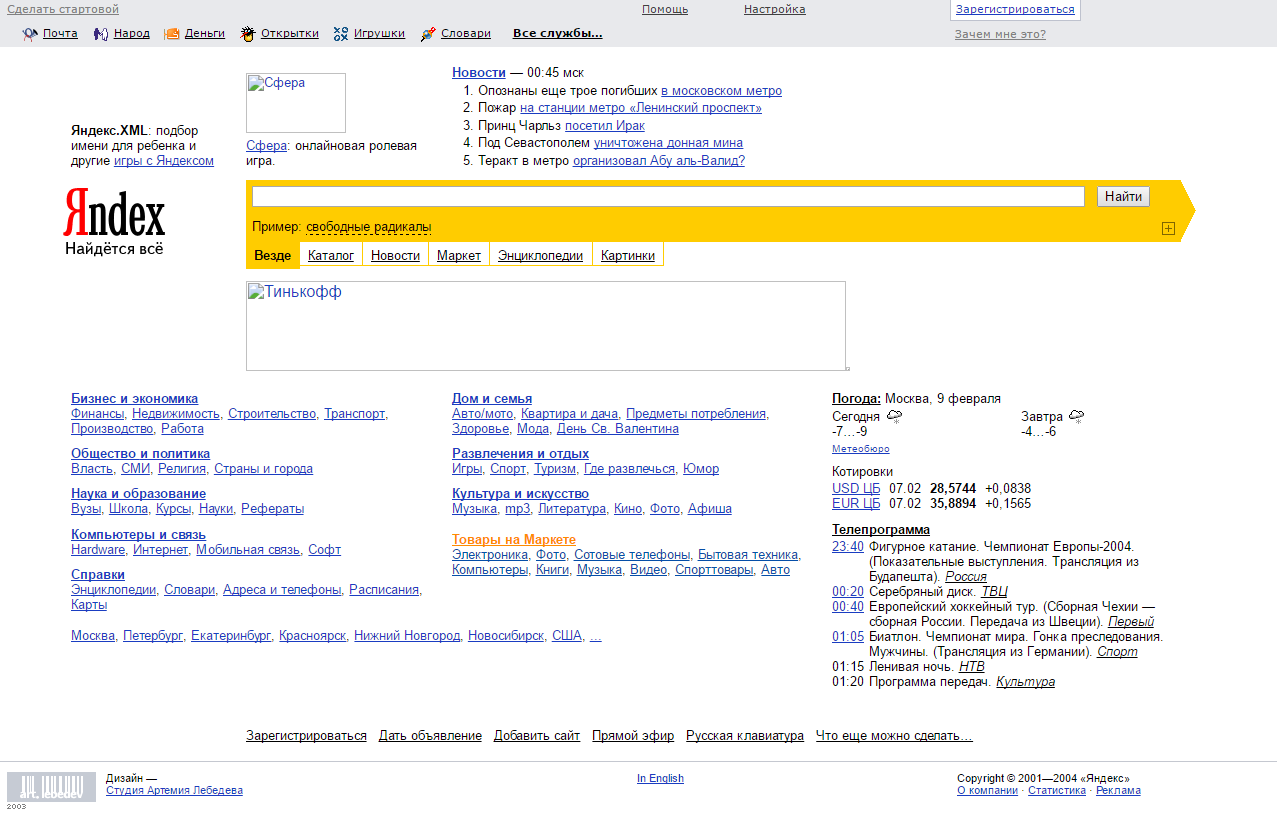 Сделать стартовой Помощь Настройка Зарегистрироваться
Почта Народ Деньги Открытки Игрушки Словари Все службы... Зачем мне это?
Новости — 00:45 мск
1. Опознаны еще трое погибших в московском метро
2. Пожар на станции метро «Ленинский проспект»
3. Принц Чарльз посетил Ирак
4. Под Севастополем уничтожена донная мина
5. Теракт в метро организовал Абу аль-Валид?
Сфера
Сфера: онлайновая ролевая
игра.
Яндекс.XML: подбор
имени для ребенка и
другие игры с Яндексом
Яndex
Найдётся всё
Найти
Пример: свободные радикалы
Везде Каталог Новости Маркет Энциклопедии Картинки
Тинькофф
Бизнес и экономика
Финансы, Недвижимость, Строительство, Транспорт,
Производство, Работа
Общество и политика
Власть, СМИ, Религия, Страны и города
Наука и образование
Вузы, Школа, Курсы, Науки, Рефераты
Компьютеры и связь
Hardware, Интернет, Мобильная связь, Софт
Справки
Энциклопедии, Словари, Адреса и телефоны, Расписания,
Карты
Москва, Петербург, Екатеринбург, Красноярск, Нижний Новгород, Новосибирск, США, ...
Дом и семья
Авто/мото, Квартира и дача, Предметы потребления,
Здоровье, Мода, День Св. Валентина
Развлечения и отдых
Игры, Спорт, Туризм, Где развлечься, Юмор
Культура и искусство
Музыка, mp3, Литература, Кино, Фото, Афиша
Товары на Маркете
Электроника, Фото, Сотовые телефоны, Бытовая техника,
Компьютеры, Книги, Музыка, Видео, Спорттовары, Авто
Погода: Москва, 9 февраля
Сегодня Завтра
-7…-9 -4…-6
Метеобюро
Котировки
USD ЦБ 07.02 28,5744 +0,0838
EUR ЦБ 07.02 35,8894 +0,1565
Телепрограмма
23:40 Фигурное катание. Чемпионат Европы-2004.
(Показательные выступления. Трансляция из
Будапешта). Россия
00:20 Серебряный диск. ТВЦ
00:40 Европейский хоккейный тур. (Сборная Чехии —
сборная России. Передача из Швеции). Первый
01:05 Биатлон. Чемпионат мира. Гонка преследования.
Мужчины. (Трансляция из Германии). Спорт
01:15 Ленивая ночь. НТВ
01:20 Программа передач. Культура
Зарегистрироваться Дать объявление Добавить сайт Прямой эфир Русская клавиатура Что еще можно сделать…
art. lebedev
2003
Дизайн —
Студия Артемия Лебедева
In English
Copyright © 2001—2004 «Яндекс»
О компании · Статистика · Реклама